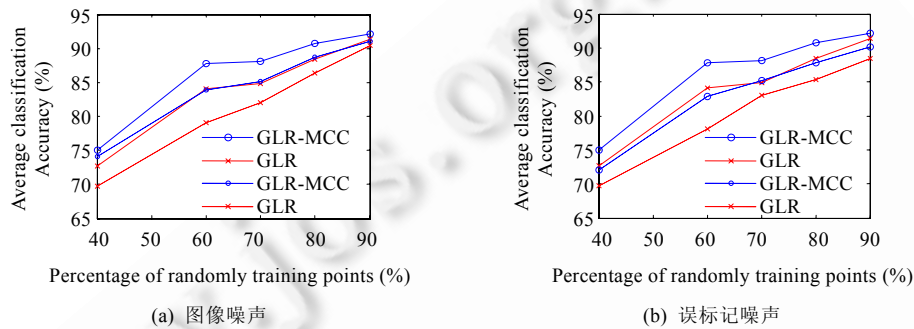 Average classification
Accuracy (%)
95
90
85
80
75
70
65
GLR-MCC
GLR
GLR-MCC
GLR
40 50 60 70 80 90
Percentage of randomly training points (%)
(a) 图像噪声
Average classification
Accuracy (%)
95
90
85
80
75
70
65
GLR-MCC
GLR
GLR-MCC
GLR
40 50 60 70 80 90
Percentage of randomly training points (%)
(b) 误标记噪声
jos.org